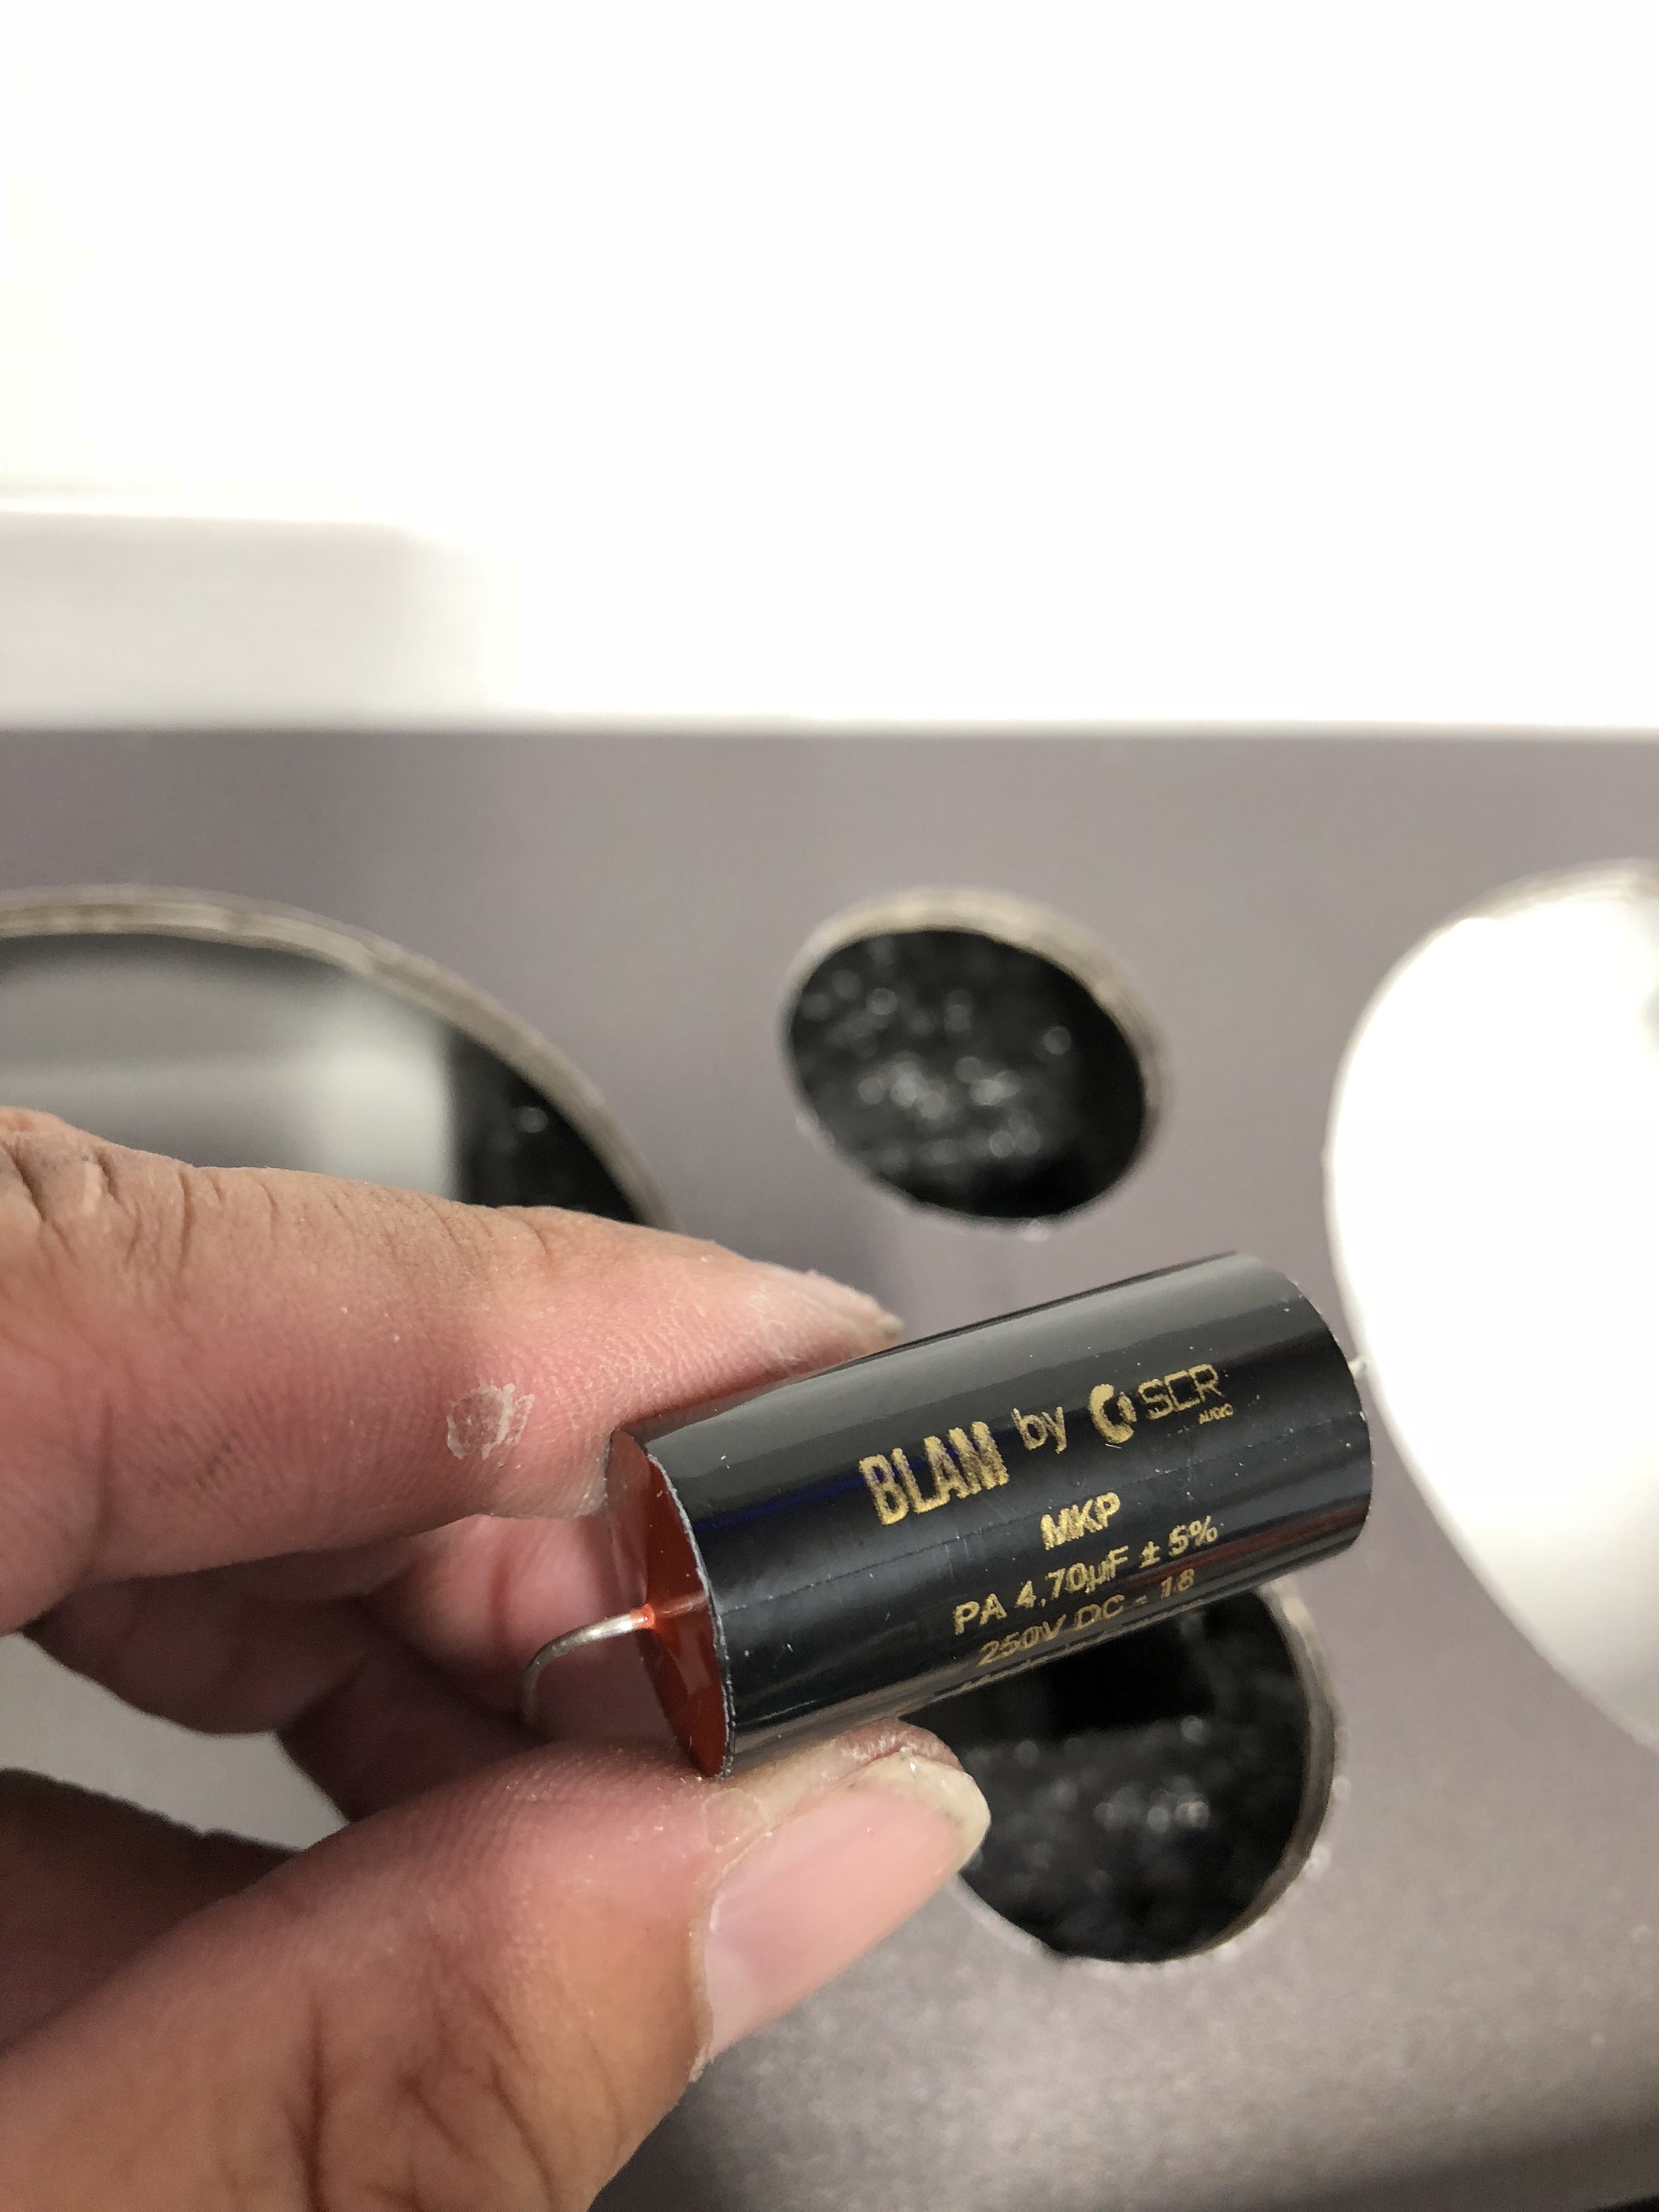 BLAM by SCR
AUDIO
MKP
PA 4,70µF ± 5%
250V DC - 18